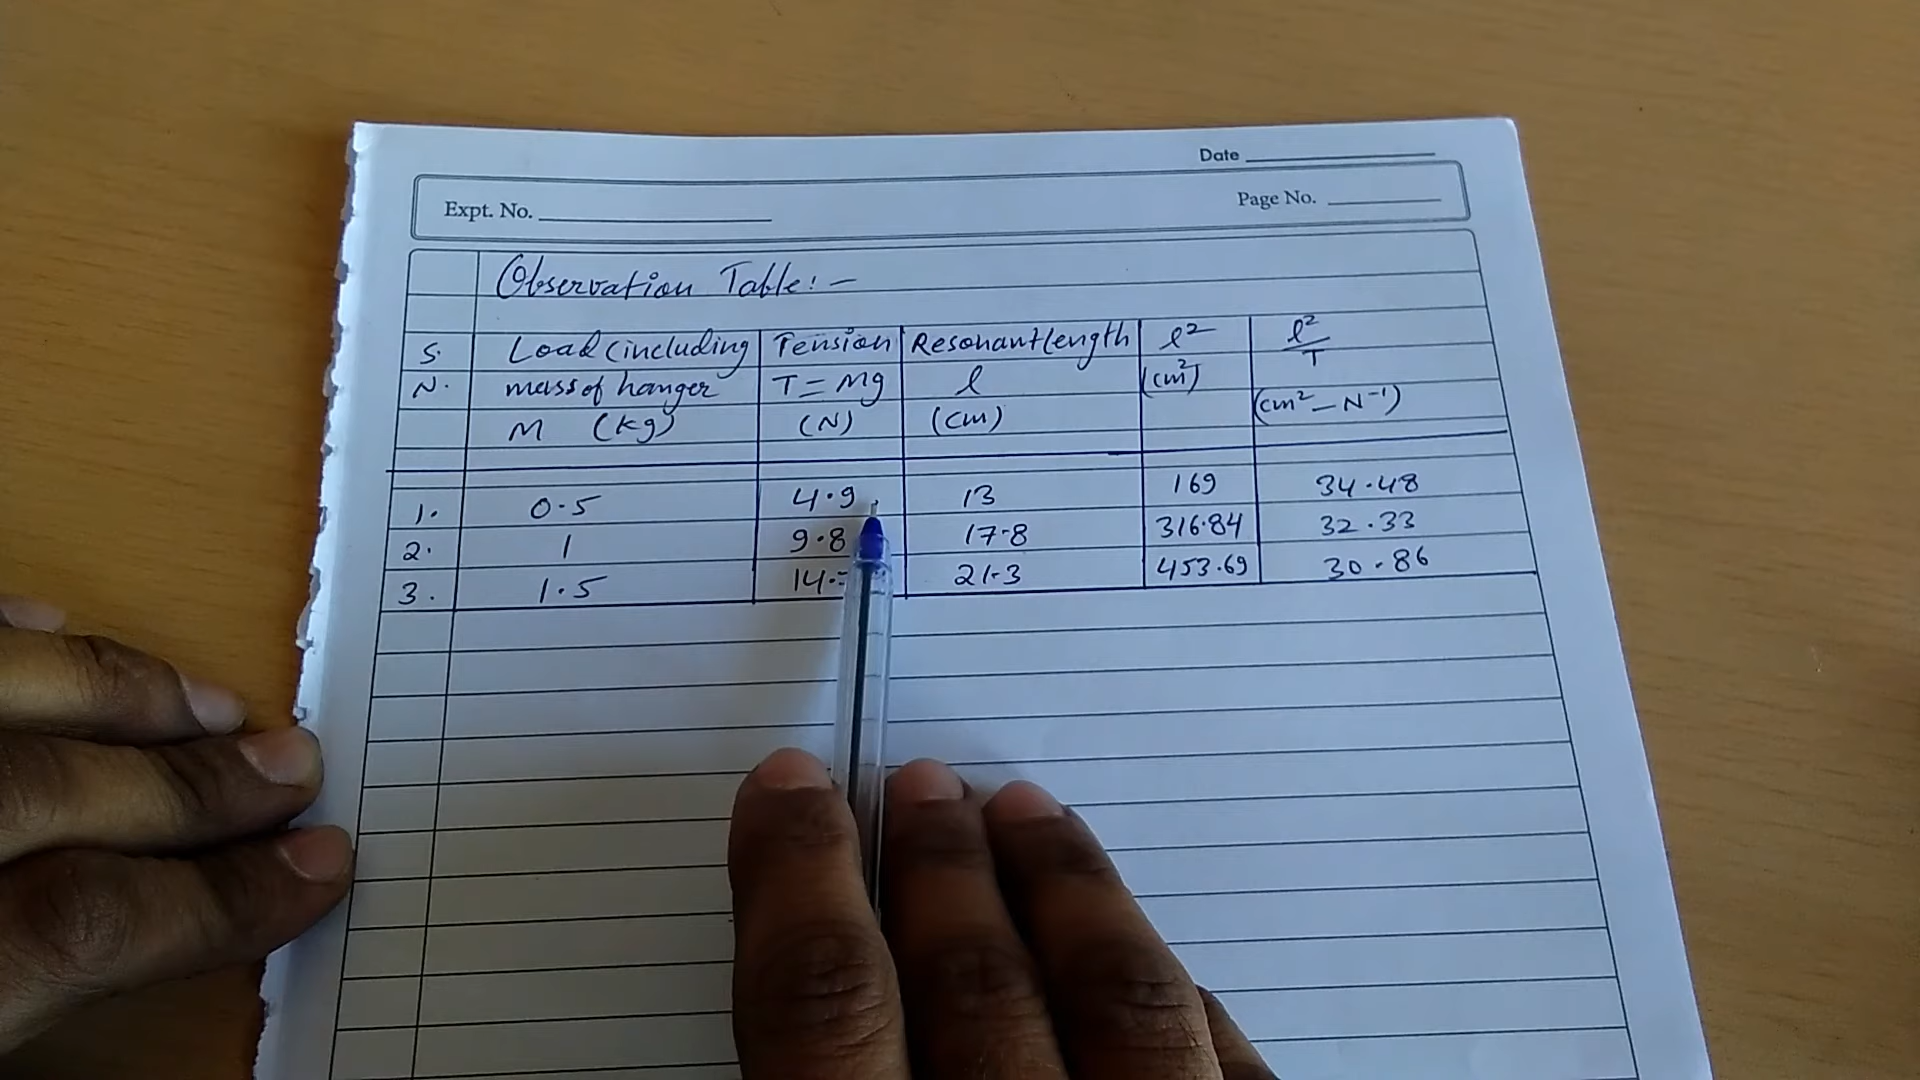 Date
Expt. No.
Page No.
Observation Table:-
S. Load (including Tension Resonant length l² l²/T
N. mass of hanger T = Mg l (cm²)
M (kg) (N) (cm) (cm² - N⁻¹)
1. 0.5 4.9 13 169 34.48
2. 1 9.8 17.8 316.84 32.33
3. 1.5 14. 21.3 453.69 30.86